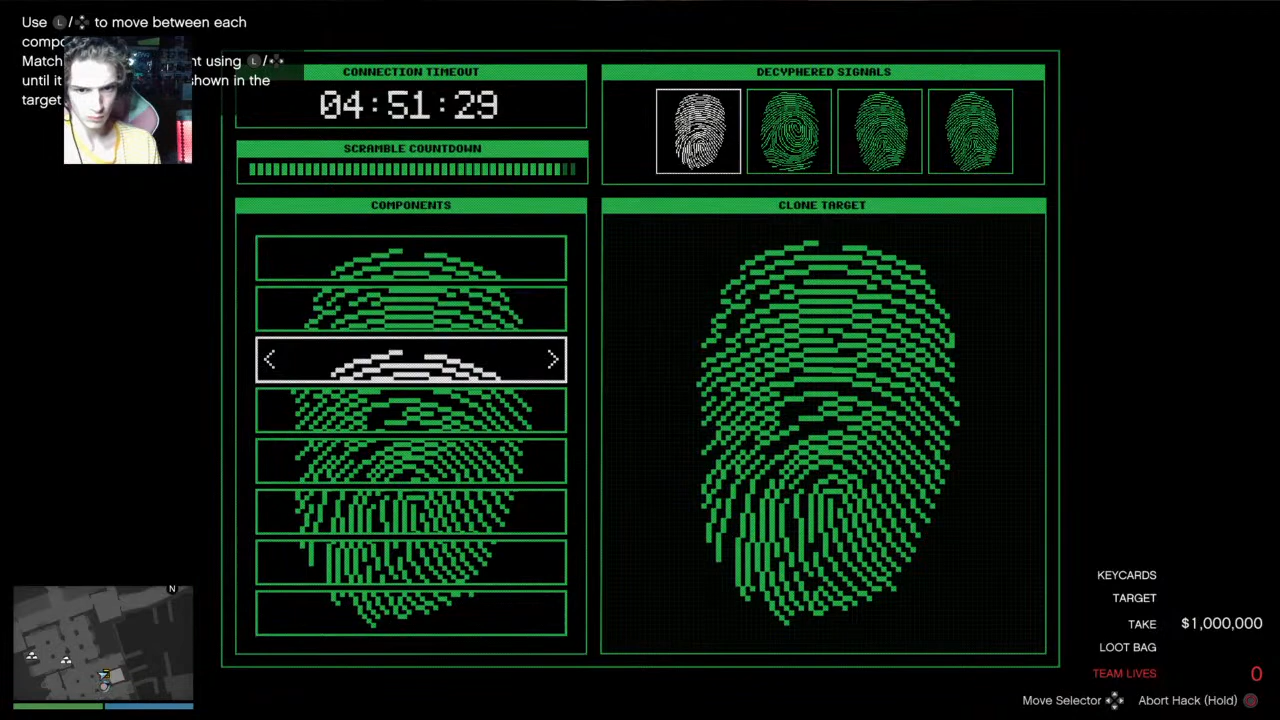 Use L/ to move between each
compo
Match nt using L/
until it shown in the
target
CONNECTION TIMEOUT
04:51:29
DECYPHERED SIGNALS
SCRAMBLE COUNTDOWN
COMPONENTS
CLONE TARGET
N
KEYCARDS
TARGET
TAKE $1,000,000
LOOT BAG
TEAM LIVES 0
Move Selector Abort Hack (Hold)